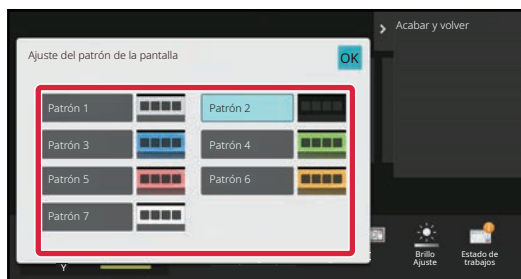 Acabar y volver
Ajuste del patrón de la pantalla
OK
Patrón 1
Patrón 2
Patrón 3
Patrón 4
Patrón 5
Patrón 6
Patrón 7
Brillo
Ajuste
Estado de
trabajos
Y